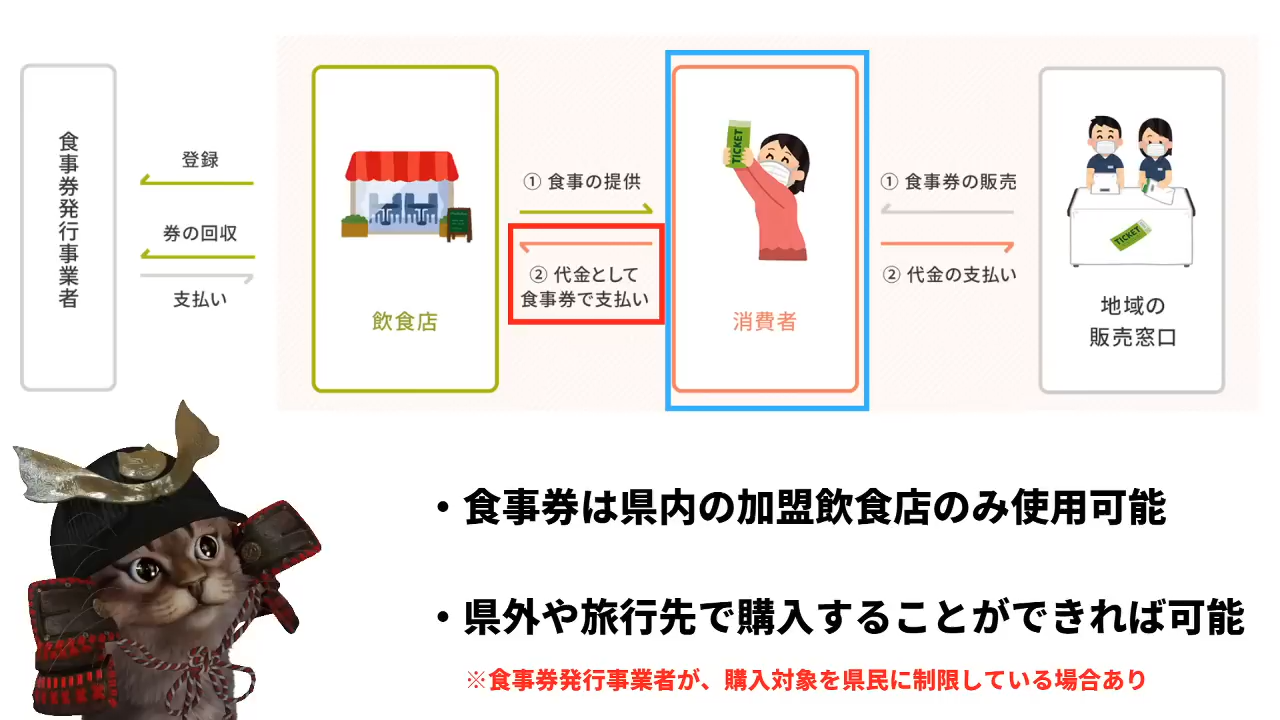 食事券発行事業者
登録
券の回収
支払い
飲食店
① 食事の提供
② 代金として
食事券で支払い
TICKET
消費者
① 食事券の販売
② 代金の支払い
TICKET
地域の
販売窓口
・食事券は県内の加盟飲食店のみ使用可能
・県外や旅行先で購入することができれば可能
※食事券発行事業者が、購入対象を県民に制限している場合あり